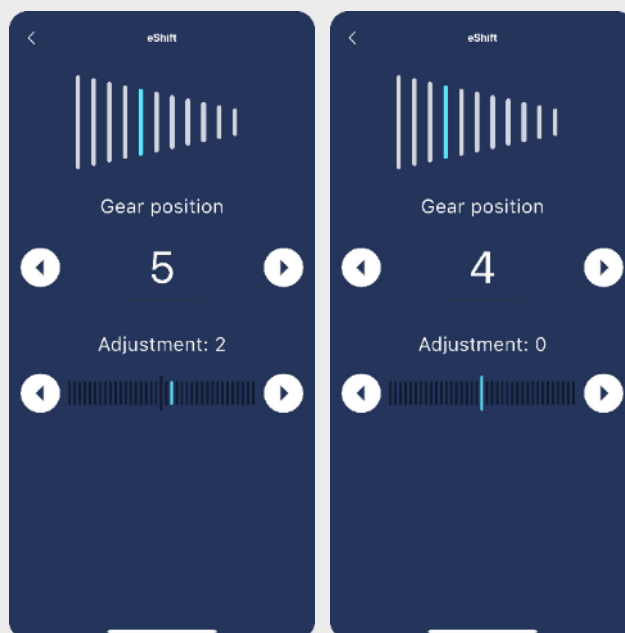 eShift
Gear position
5
Adjustment: 2
eShift
Gear position
4
Adjustment: 0